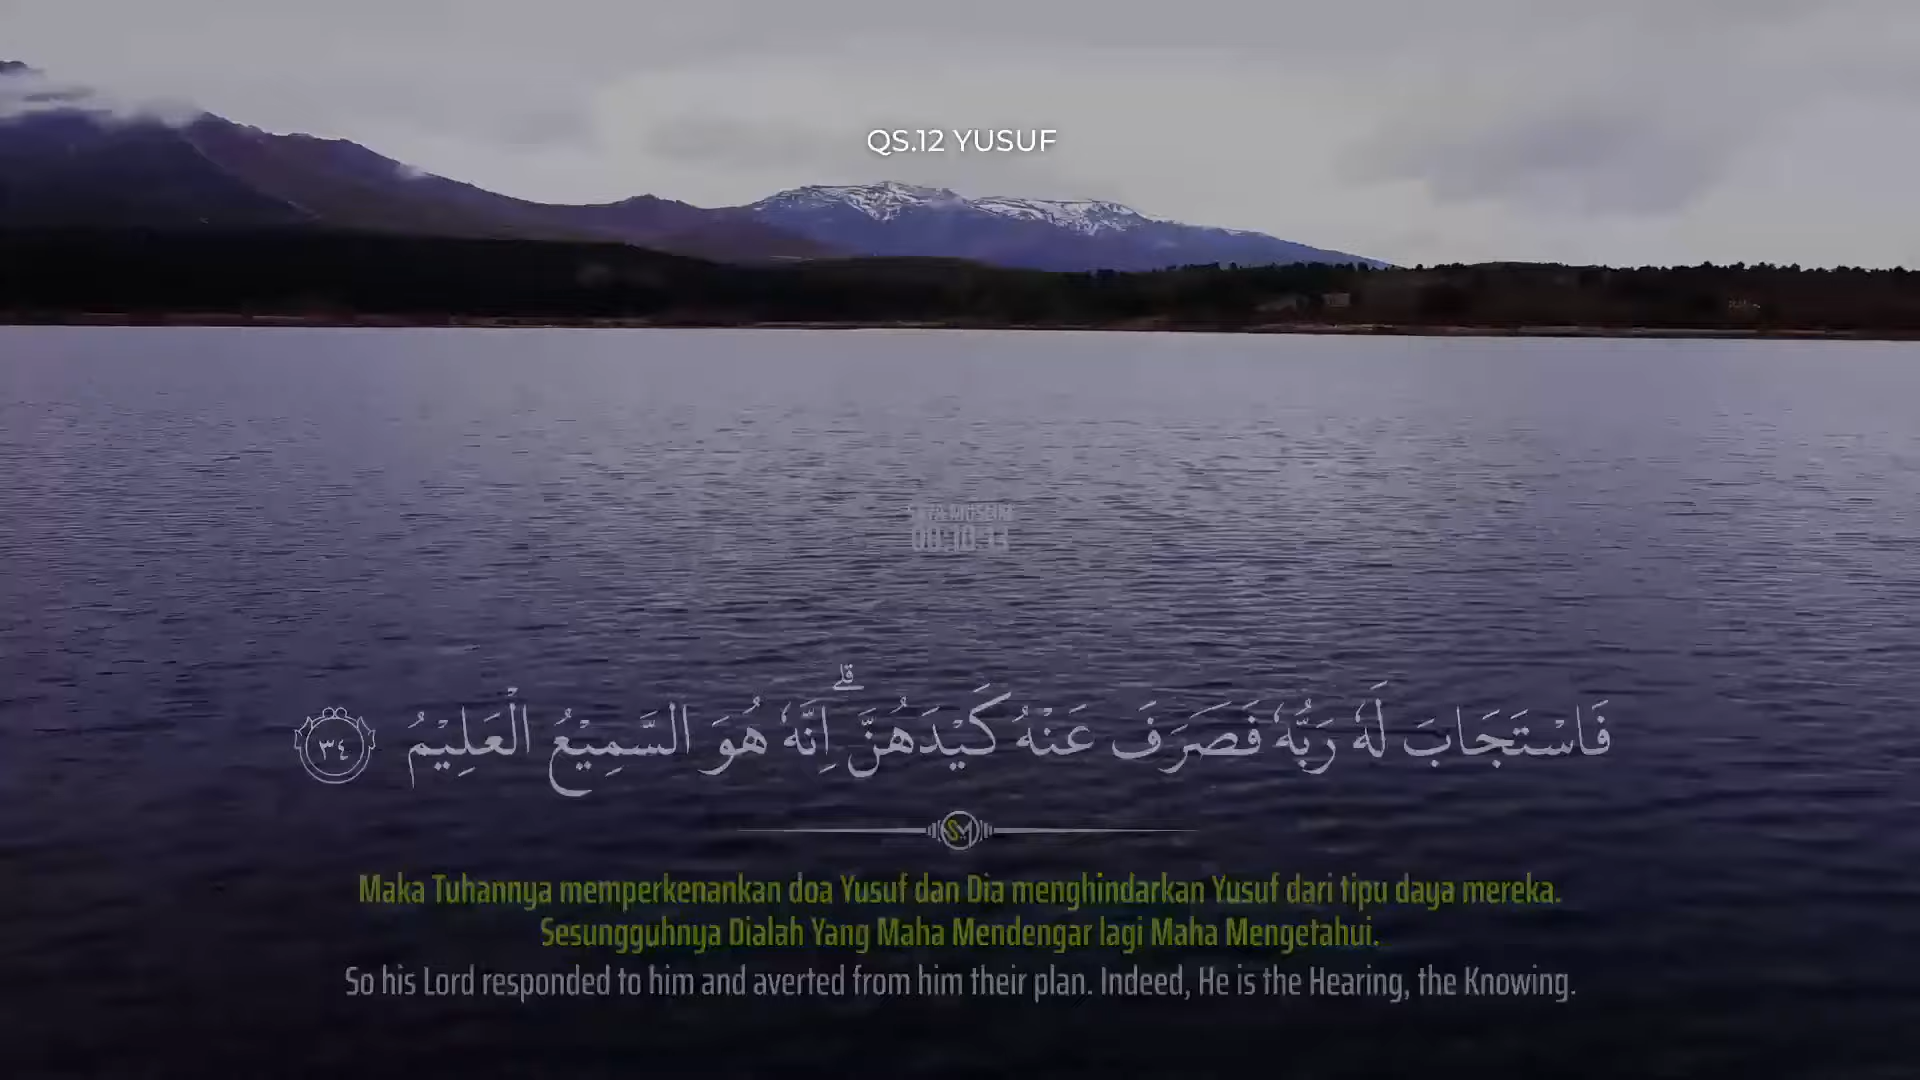 QS.12 YUSUF
فَاسْتَجَابَ لَهٗ رَبُّهٗ فَصَرَفَ عَنْهُ كَيْدَهُنَّ ۗاِنَّهٗ هُوَ السَّمِيْعُ الْعَلِيْمُ ٣٤
SM
Maka Tuhannya memperkenankan doa Yusuf dan Dia menghindarkan Yusuf dari tipu daya mereka.
Sesungguhnya Dialah Yang Maha Mendengar lagi Maha Mengetahui.
So his Lord responded to him and averted from him their plan. Indeed, He is the Hearing, the Knowing.